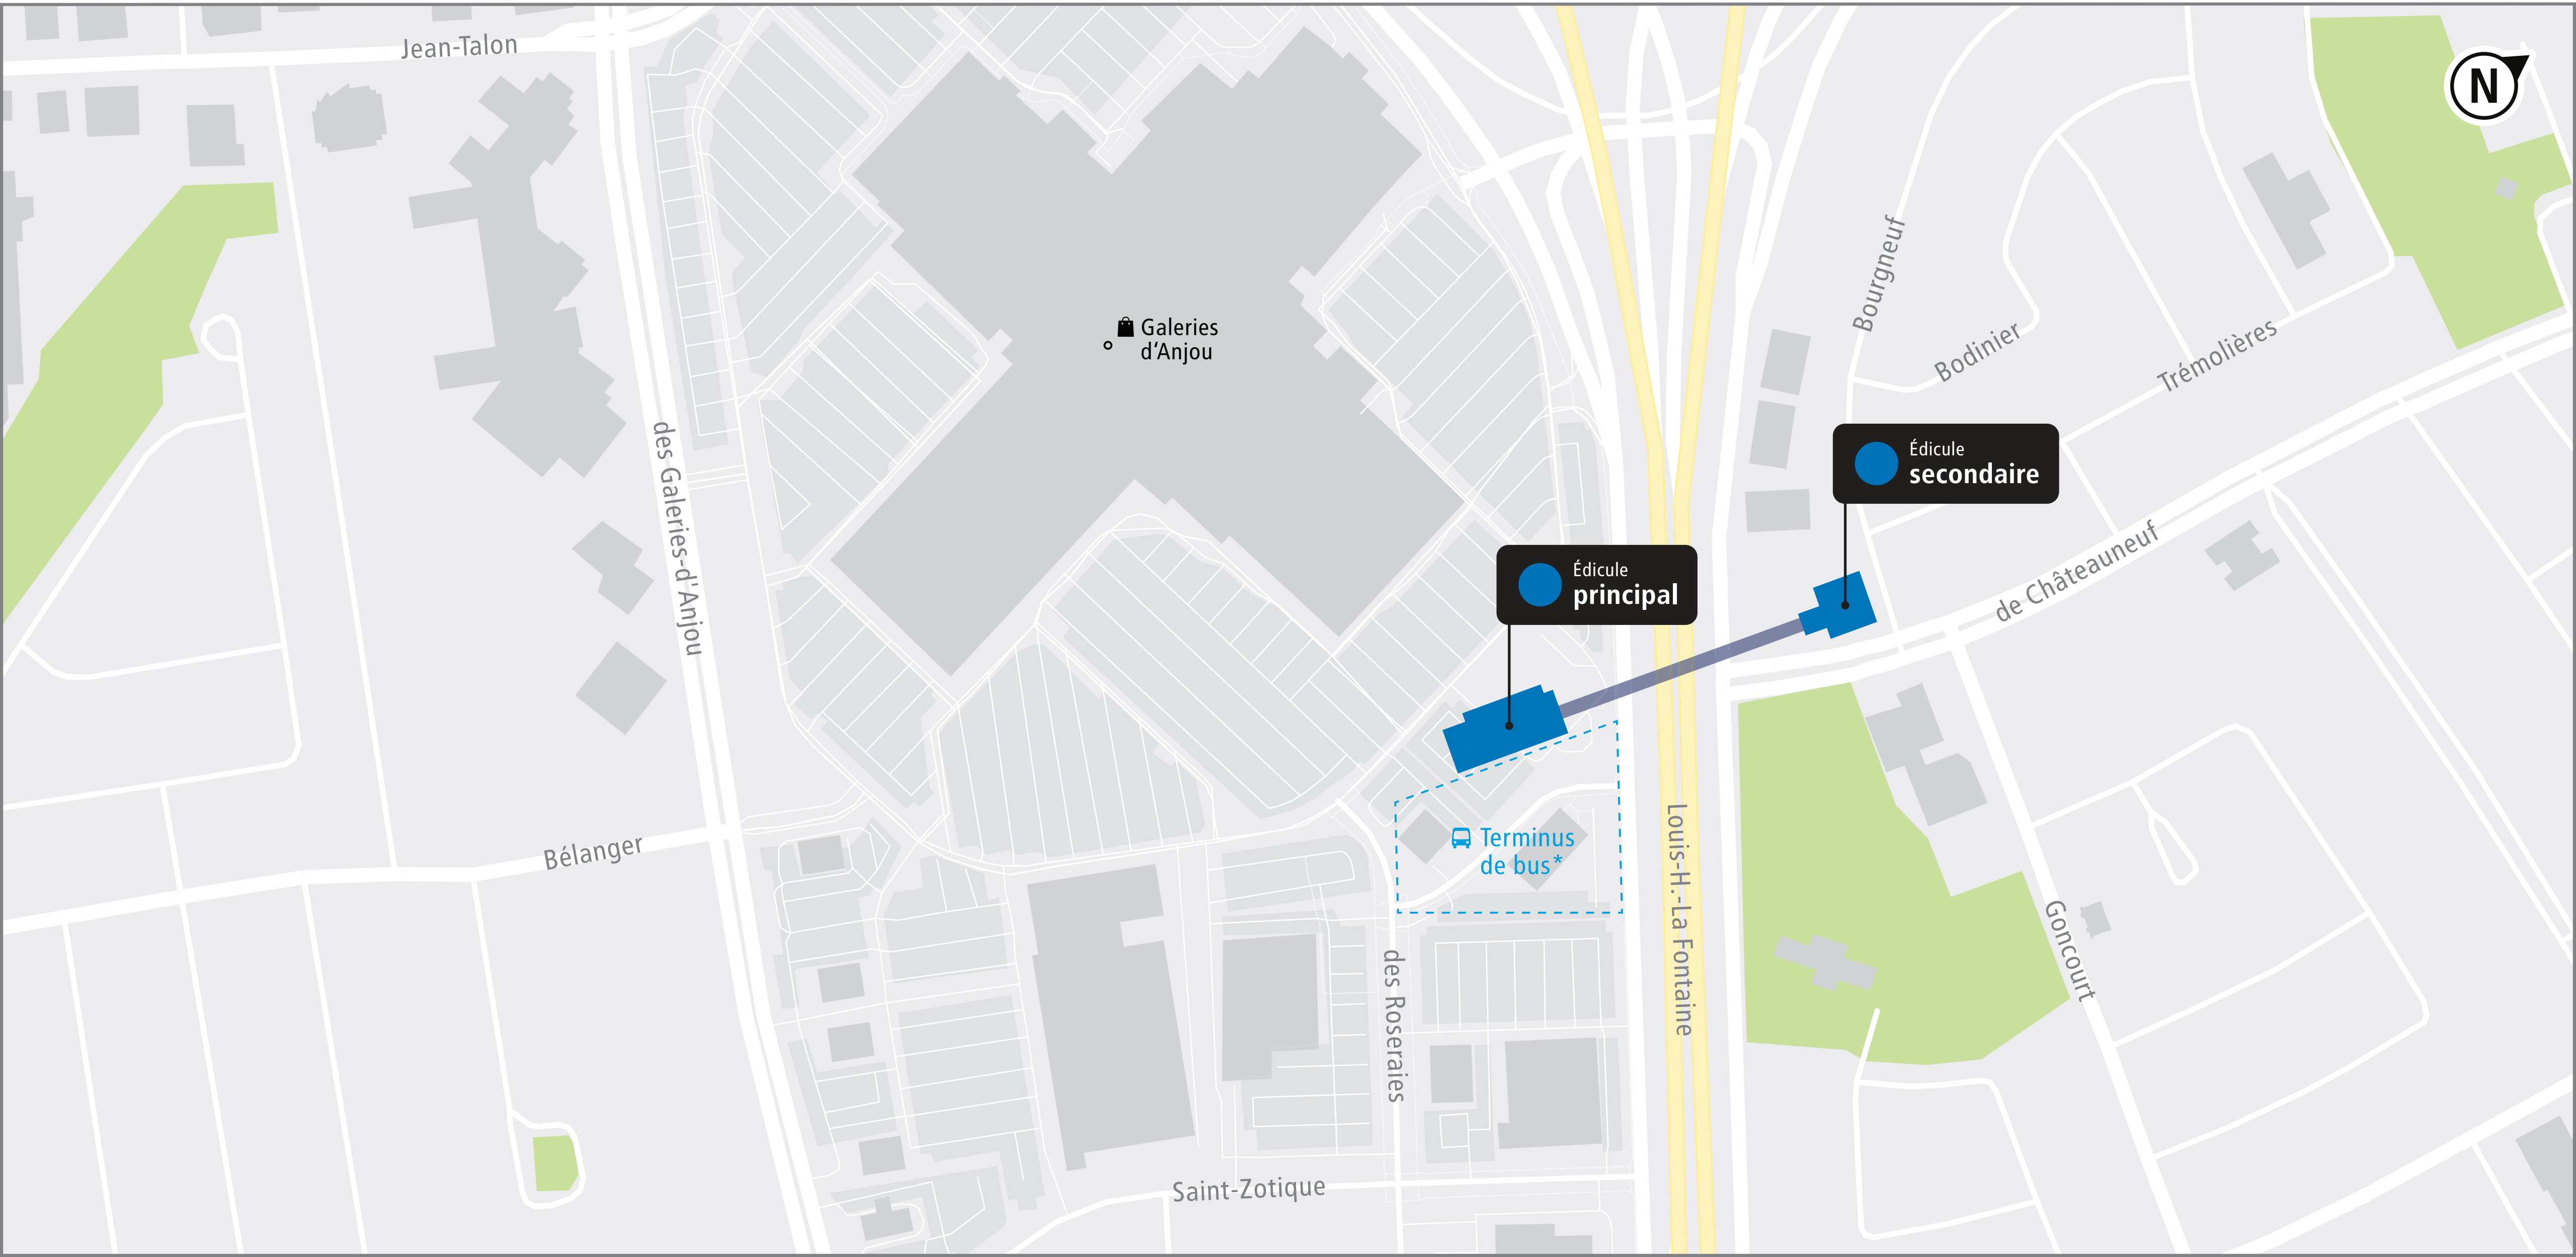 Jean-Talon
N
Bourgneuf
Galeries
d'Anjou
Bodinier
Trémolières
des Galeries-d'Anjou
Édicule
secondaire
Édicule
principal
de Châteauneuf
Bélanger
Terminus
de bus*
Louis-H.-La Fontaine
Goncourt
des Roseraies
Saint-Zotique